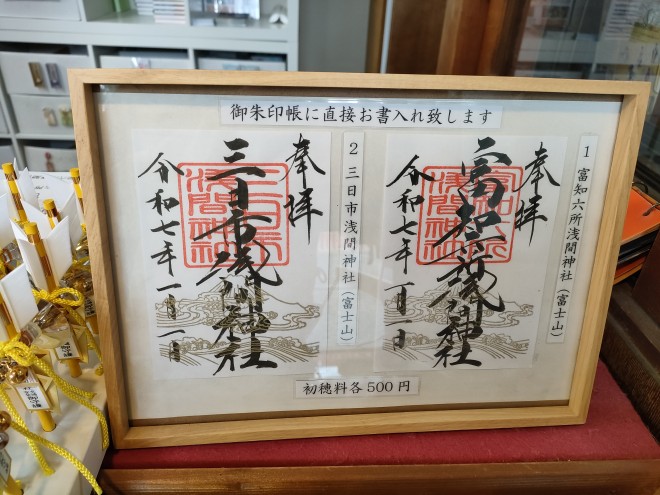 御朱印帳に直接お書入れ致します
1 富知六所浅間神社(富士山)
奉拝
富知六所浅間神社
令和七年一月一日
2 三日市浅間神社(富士山)
奉拝
三日市浅間神社
令和七年一月一日
初穂料各500円